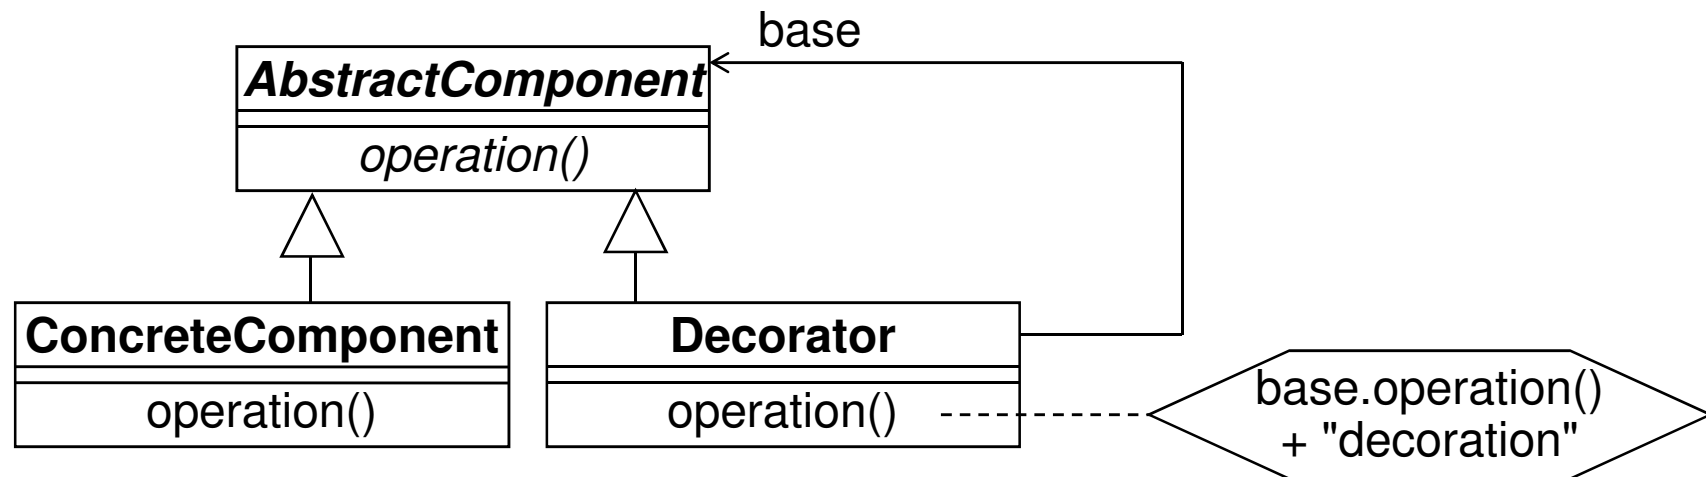 base
AbstractComponent
operation()
ConcreteComponent
operation()
Decorator
operation()
base.operation()
+ "decoration"